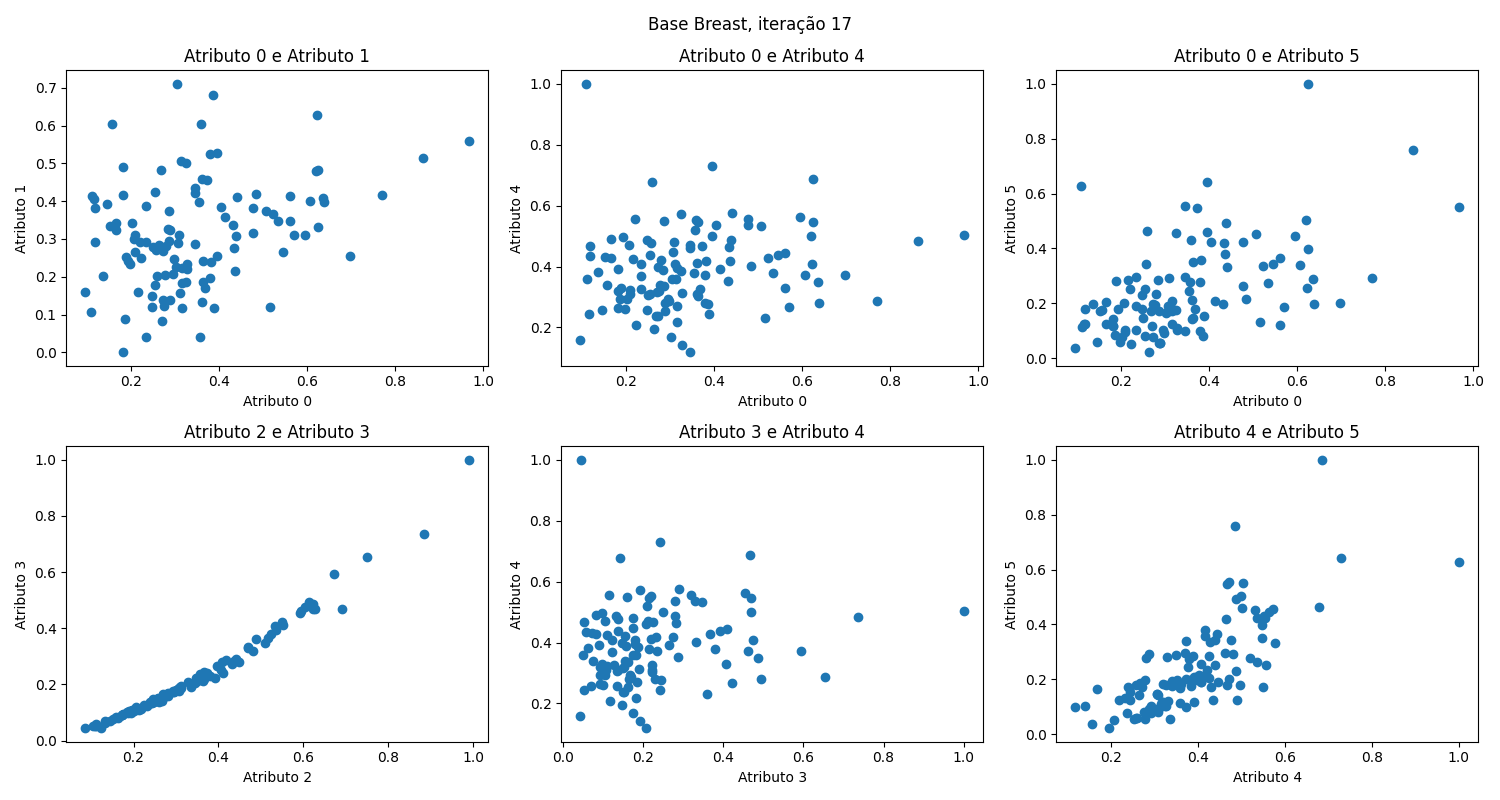 Base Breast, iteração 17
Atributo 0 e Atributo 1
Atributo 1
0.7
0.6
0.5
0.4
0.3
0.2
0.1
0.0
0.2 0.4 0.6 0.8 1.0
Atributo 0
Atributo 0 e Atributo 4
Atributo 4
1.0
0.8
0.6
0.4
0.2
0.2 0.4 0.6 0.8 1.0
Atributo 0
Atributo 0 e Atributo 5
Atributo 5
1.0
0.8
0.6
0.4
0.2
0.0
0.2 0.4 0.6 0.8 1.0
Atributo 0
Atributo 2 e Atributo 3
Atributo 3
1.0
0.8
0.6
0.4
0.2
0.0
0.2 0.4 0.6 0.8 1.0
Atributo 2
Atributo 3 e Atributo 4
Atributo 4
1.0
0.8
0.6
0.4
0.2
0.0 0.2 0.4 0.6 0.8 1.0
Atributo 3
Atributo 4 e Atributo 5
Atributo 5
1.0
0.8
0.6
0.4
0.2
0.0
0.2 0.4 0.6 0.8 1.0
Atributo 4